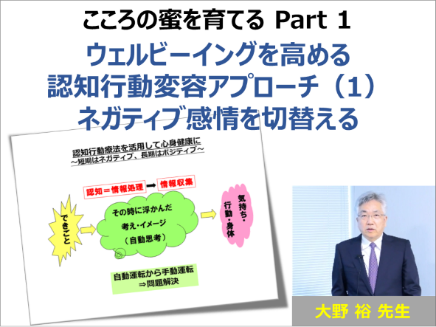 こころの蜜を育てる Part 1
ウェルビーイングを高める
認知行動変容アプローチ（1）
ネガティブ感情を切替える
認知行動療法を活用して心身健康に
～短期はネガティブ、長期はポジティブ～
認知＝情報処理 ➡ 情報収集
できごと
その時に浮かんだ
考え・イメージ
（自動思考）
気持ち・
行動・身体
自動運転から手動運転
⇒問題解決
大野 裕 先生